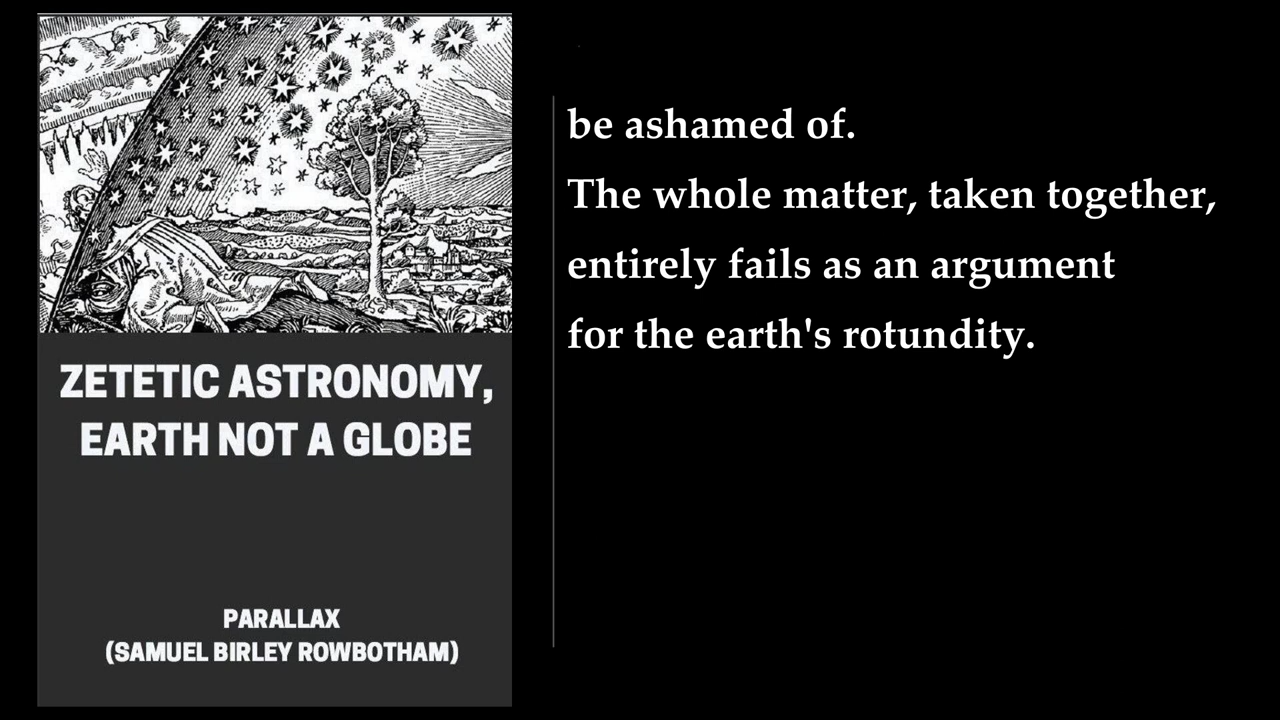 ZETETIC ASTRONOMY,
EARTH NOT A GLOBE
PARALLAX
(SAMUEL BIRLEY ROWBOTHAM)
be ashamed of.
The whole matter, taken together,
entirely fails as an argument
for the earth's rotundity.